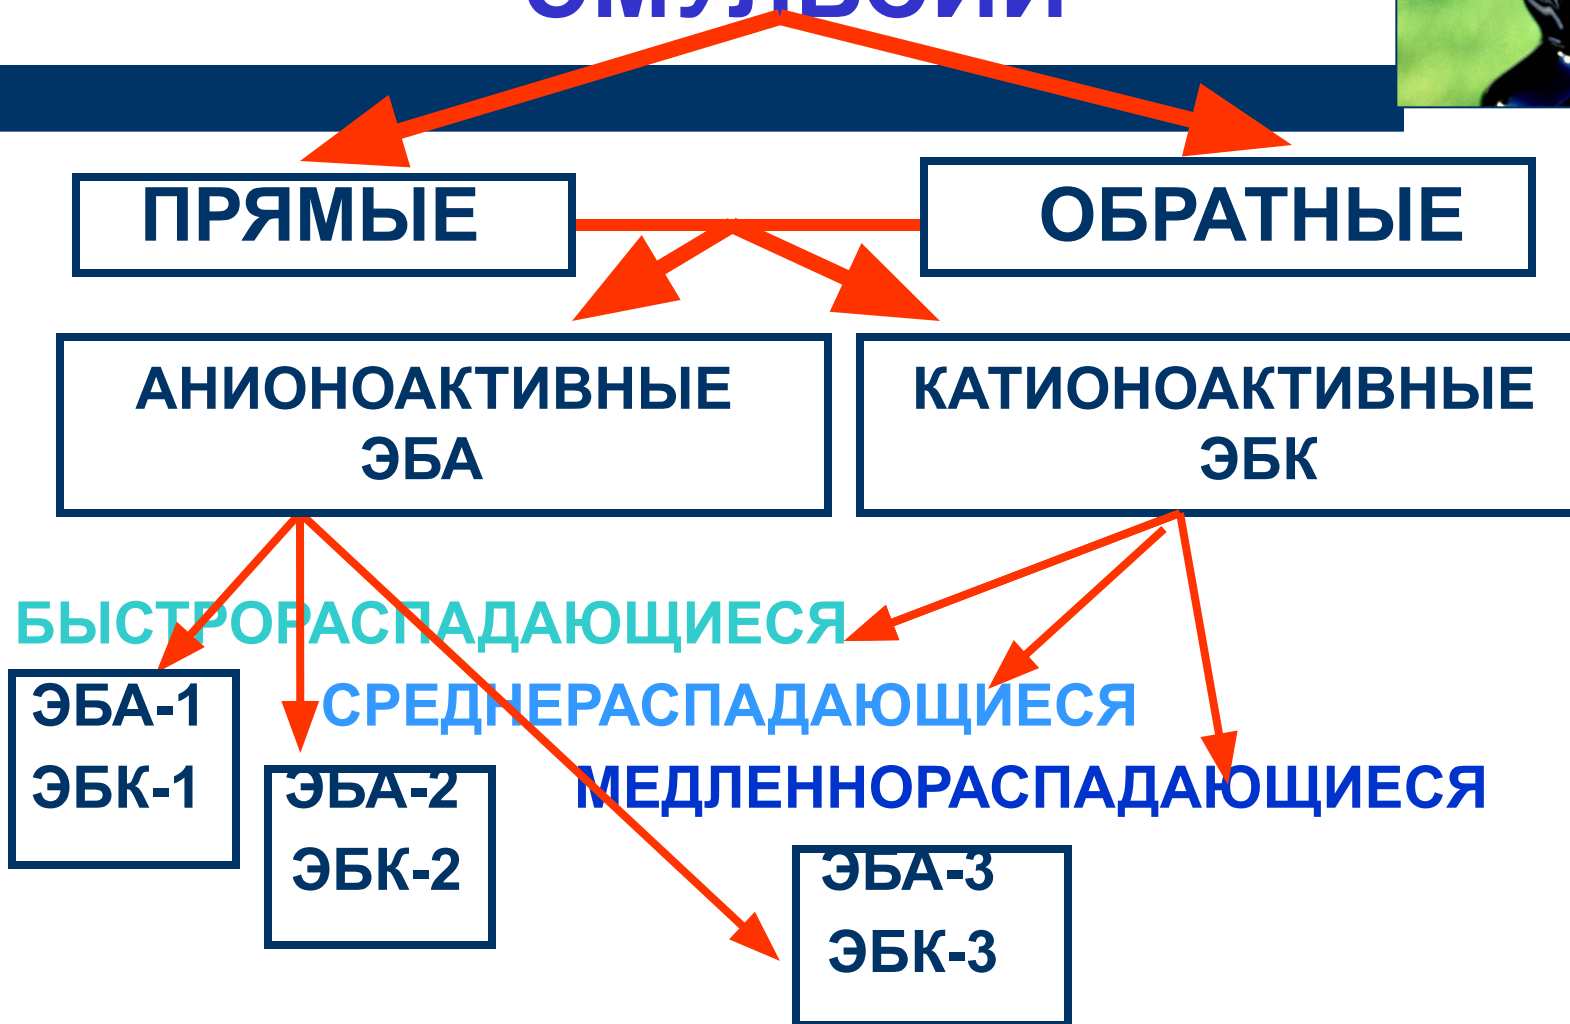 ПРЯМЫЕ
ОБРАТНЫЕ
АНИОНОАКТИВНЫЕ
ЭБА
КАТИОНОАКТИВНЫЕ
ЭБК
БЫСТРОРАСПАДАЮЩИЕСЯ
ЭБА-1
ЭБК-1
СРЕДНЕРАСПАДАЮЩИЕСЯ
ЭБА-2
ЭБК-2
МЕДЛЕННОРАСПАДАЮЩИЕСЯ
ЭБА-3
ЭБК-3